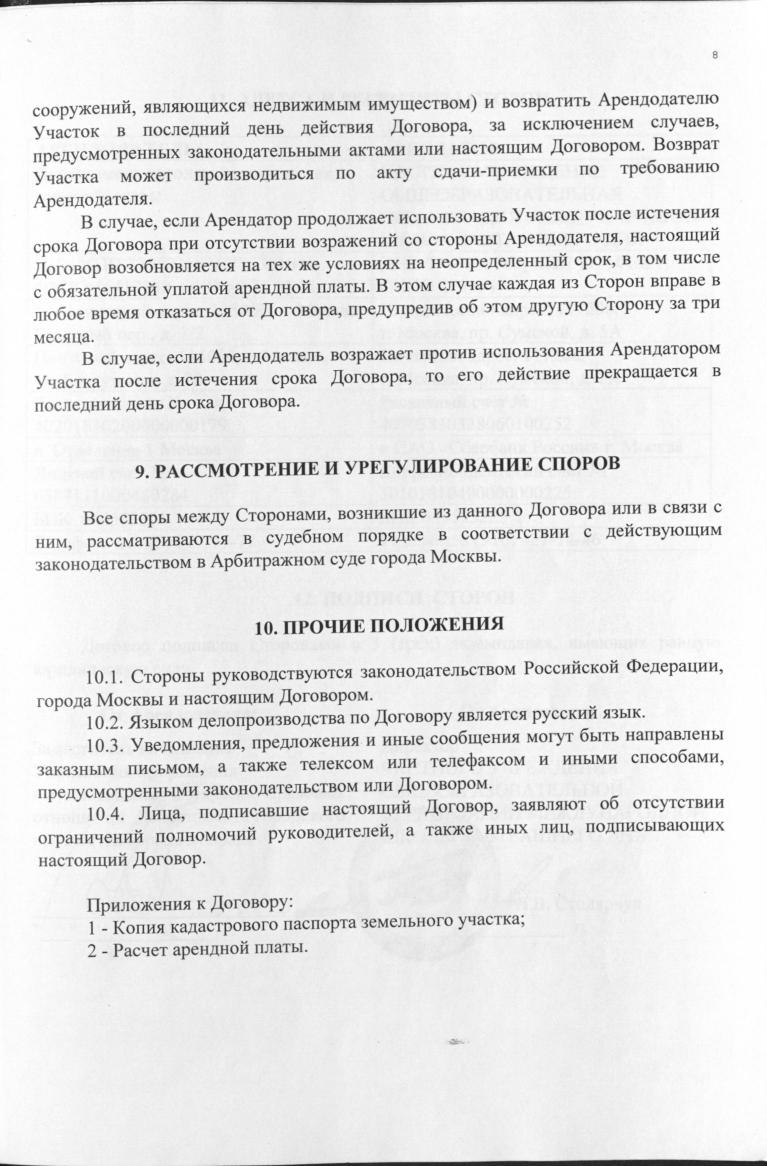 8
сооружений, являющихся недвижимым имуществом) и возвратить Арендодателю
Участок в последний день действия Договора, за исключением случаев,
предусмотренных законодательными актами или настоящим Договором. Возврат
Участка может производиться по акту сдачи-приемки по требованию
Арендодателя.
В случае, если Арендатор продолжает использовать Участок после истечения
срока Договора при отсутствии возражений со стороны Арендодателя, настоящий
Договор возобновляется на тех же условиях на неопределенный срок, в том числе
с обязательной уплатой арендной платы. В этом случае каждая из Сторон вправе в
любое время отказаться от Договора, предупредив об этом другую Сторону за три
месяца.
В случае, если Арендодатель возражает против использования Арендатором
Участка после истечения срока Договора, то его действие прекращается в
последний день срока Договора.
9. РАССМОТРЕНИЕ И УРЕГУЛИРОВАНИЕ СПОРОВ
Все споры между Сторонами, возникшие из данного Договора или в связи с
ним, рассматриваются в судебном порядке в соответствии с действующим
законодательством в Арбитражном суде города Москвы.
10. ПРОЧИЕ ПОЛОЖЕНИЯ
10.1. Стороны руководствуются законодательством Российской Федерации,
города Москвы и настоящим Договором.
10.2. Языком делопроизводства по Договору является русский язык.
10.3. Уведомления, предложения и иные сообщения могут быть направлены
заказным письмом, а также телексом или телефаксом и иными способами,
предусмотренными законодательством или Договором.
10.4. Лица, подписавшие настоящий Договор, заявляют об отсутствии
ограничений полномочий руководителей, а также иных лиц, подписывающих
настоящий Договор.
Приложения к Договору:
1 - Копия кадастрового паспорта земельного участка;
2 - Расчет арендной платы.